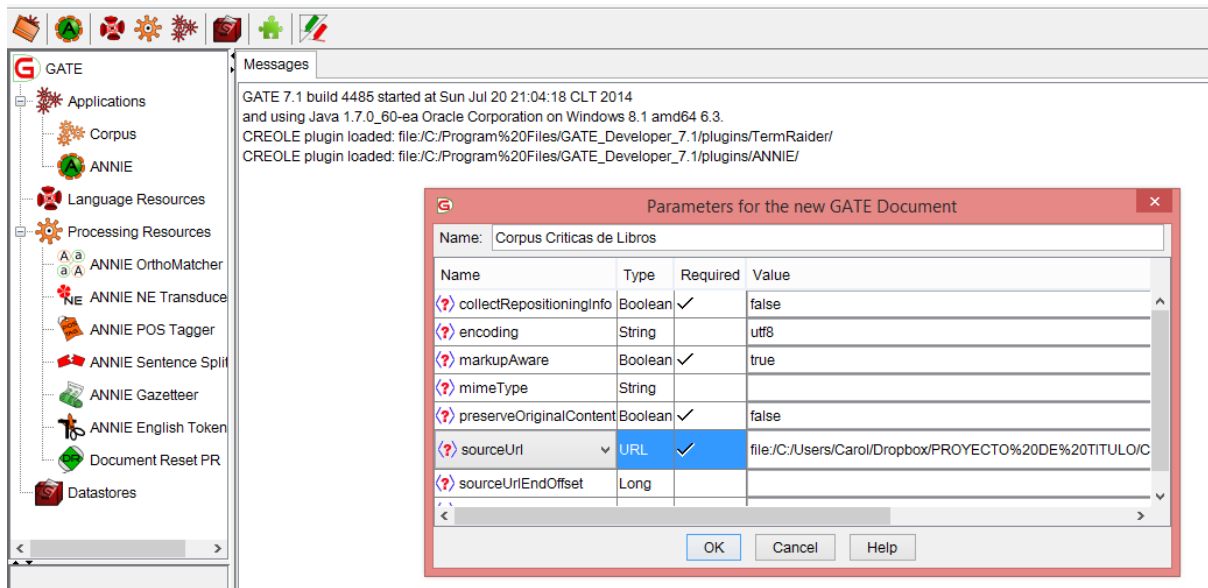 GATE
Applications
Corpus
ANNIE
Language Resources
Processing Resources
ANNIE OrthoMatcher
ANNIE NE Transduce
ANNIE POS Tagger
ANNIE Sentence Split
ANNIE Gazetteer
ANNIE English Token
Document Reset PR
Datastores
Messages
GATE 7.1 build 4485 started at Sun Jul 20 21:04:18 CLT 2014
and using Java 1.7.0_60-ea Oracle Corporation on Windows 8.1 amd64 6.3.
CREOLE plugin loaded: file:/C:/Program%20Files/GATE_Developer_7.1/plugins/TermRaider/
CREOLE plugin loaded: file:/C:/Program%20Files/GATE_Developer_7.1/plugins/ANNIE/
Parameters for the new GATE Document
Name: Corpus Criticas de Libros
Name Type Required Value
<?> collectRepositioningInfo Boolean ✓ false
<?> encoding String utf8
<?> markupAware Boolean ✓ true
<?> mimeType String
<?> preserveOriginalContent Boolean ✓ false
<?> sourceUrl URL ✓ file:/C:/Users/Carol/Dropbox/PROYECTO%20DE%20TITULO/C
<?> sourceUrlEndOffset Long
OK Cancel Help